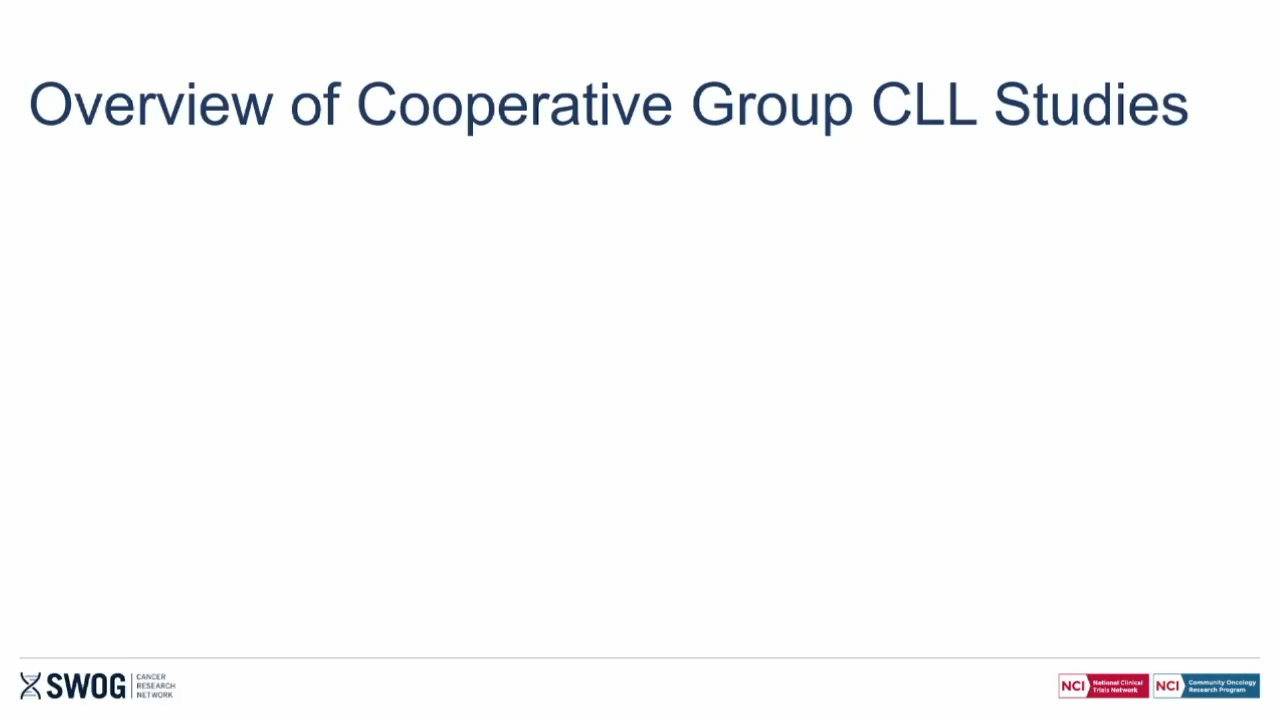 Overview of Cooperative Group CLL Studies
SWOG
CANCER
RESEARCH
NETWORK
NCI
National Clinical
Trials Network
NCI
Community Oncology
Research Program